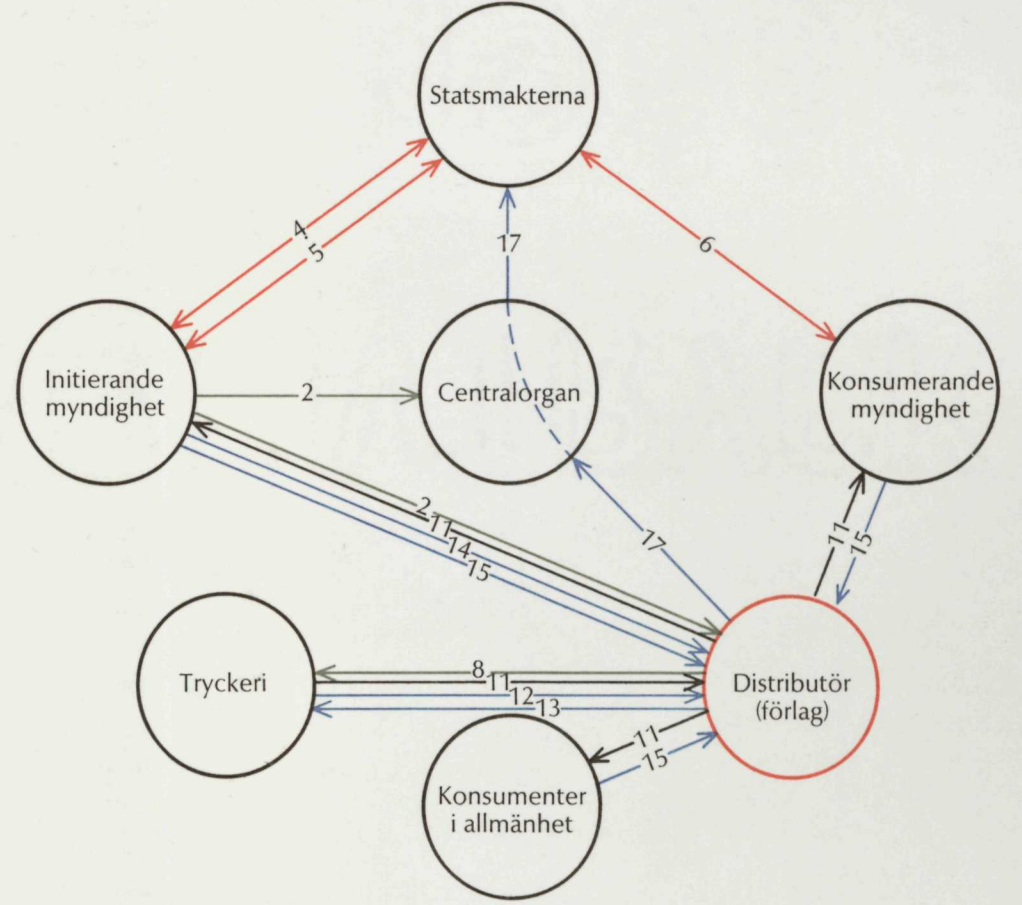 Statsmakterna
4
5
17
6
Initierande
myndighet
2
Centralorgan
Konsumerande
myndighet
2
11
14
15
17
11
15
Tryckeri
8
11
12
13
Distributör
(förlag)
11
15
Konsumenter
i allmänhet